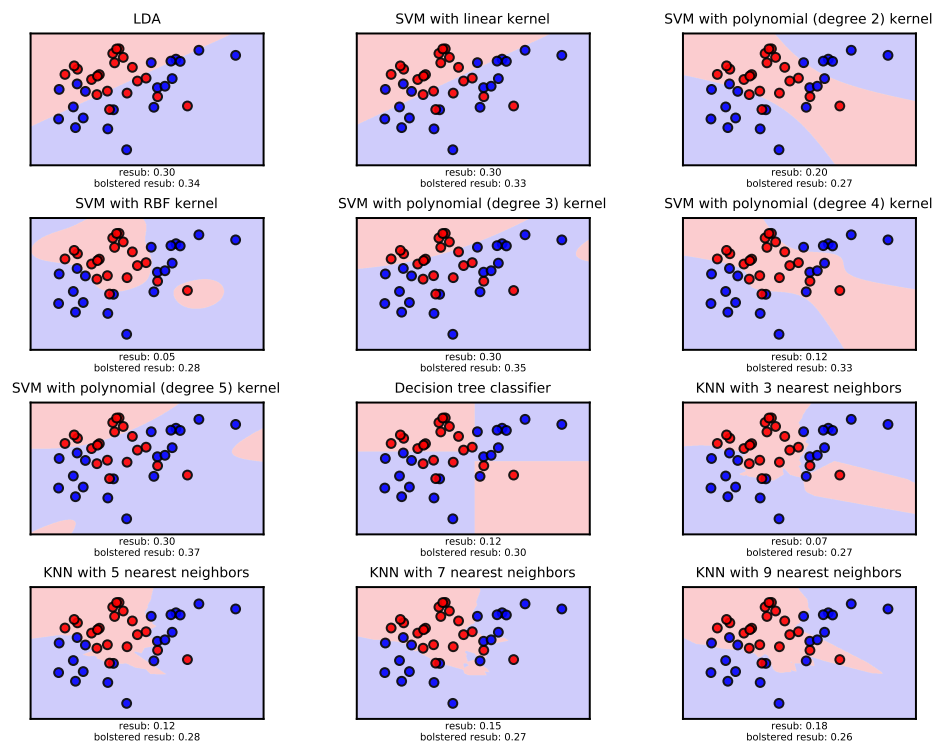 LDA
SVM with linear kernel
SVM with polynomial (degree 2) kernel
resub: 0.30
bolstered resub: 0.34
resub: 0.30
bolstered resub: 0.33
resub: 0.20
bolstered resub: 0.27
SVM with RBF kernel
SVM with polynomial (degree 3) kernel
SVM with polynomial (degree 4) kernel
resub: 0.05
bolstered resub: 0.28
resub: 0.30
bolstered resub: 0.35
resub: 0.12
bolstered resub: 0.33
SVM with polynomial (degree 5) kernel
Decision tree classifier
KNN with 3 nearest neighbors
resub: 0.30
bolstered resub: 0.37
resub: 0.12
bolstered resub: 0.30
resub: 0.07
bolstered resub: 0.27
KNN with 5 nearest neighbors
KNN with 7 nearest neighbors
KNN with 9 nearest neighbors
resub: 0.12
bolstered resub: 0.28
resub: 0.15
bolstered resub: 0.27
resub: 0.18
bolstered resub: 0.26